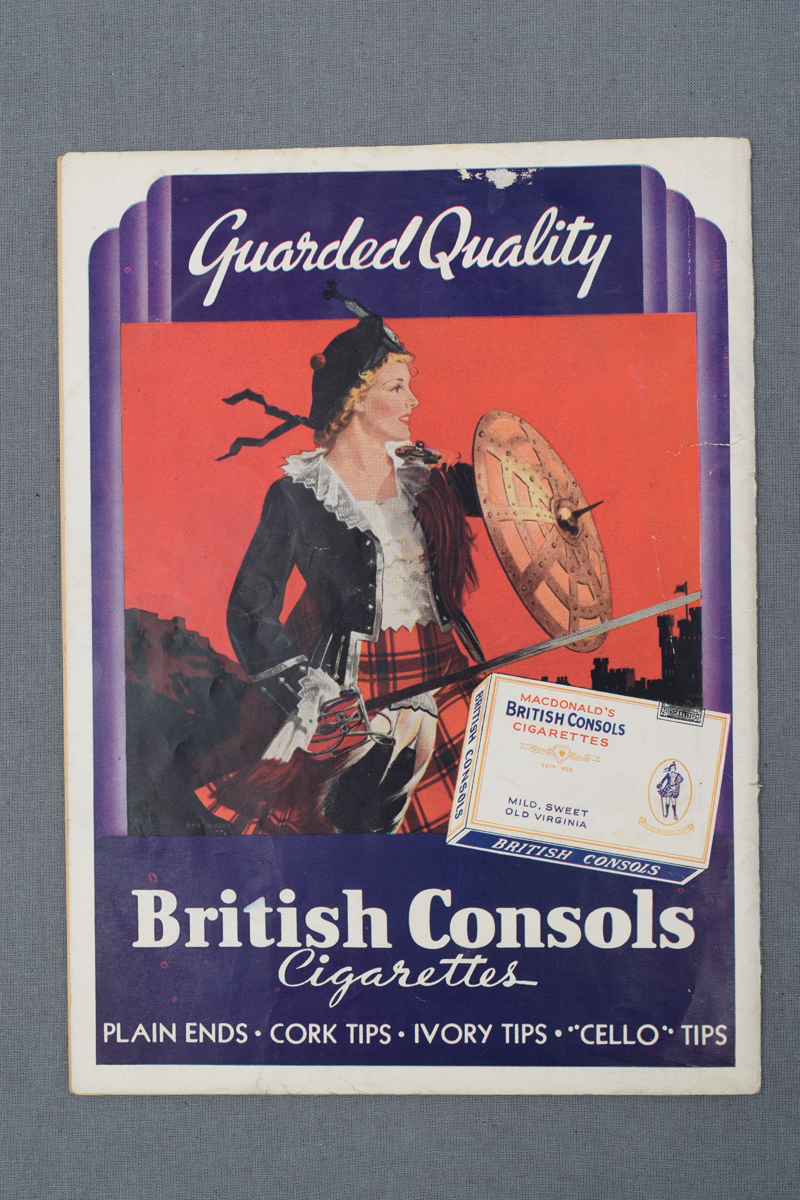 Guarded Quality
BRITISH CONSOLS
MACDONALD'S
BRITISH CONSOLS
CIGARETTES
MILD, SWEET
OLD VIRGINIA
BRITISH CONSOLS
British Consols
Cigarettes
PLAIN ENDS • CORK TIPS • IVORY TIPS • "CELLO" TIPS